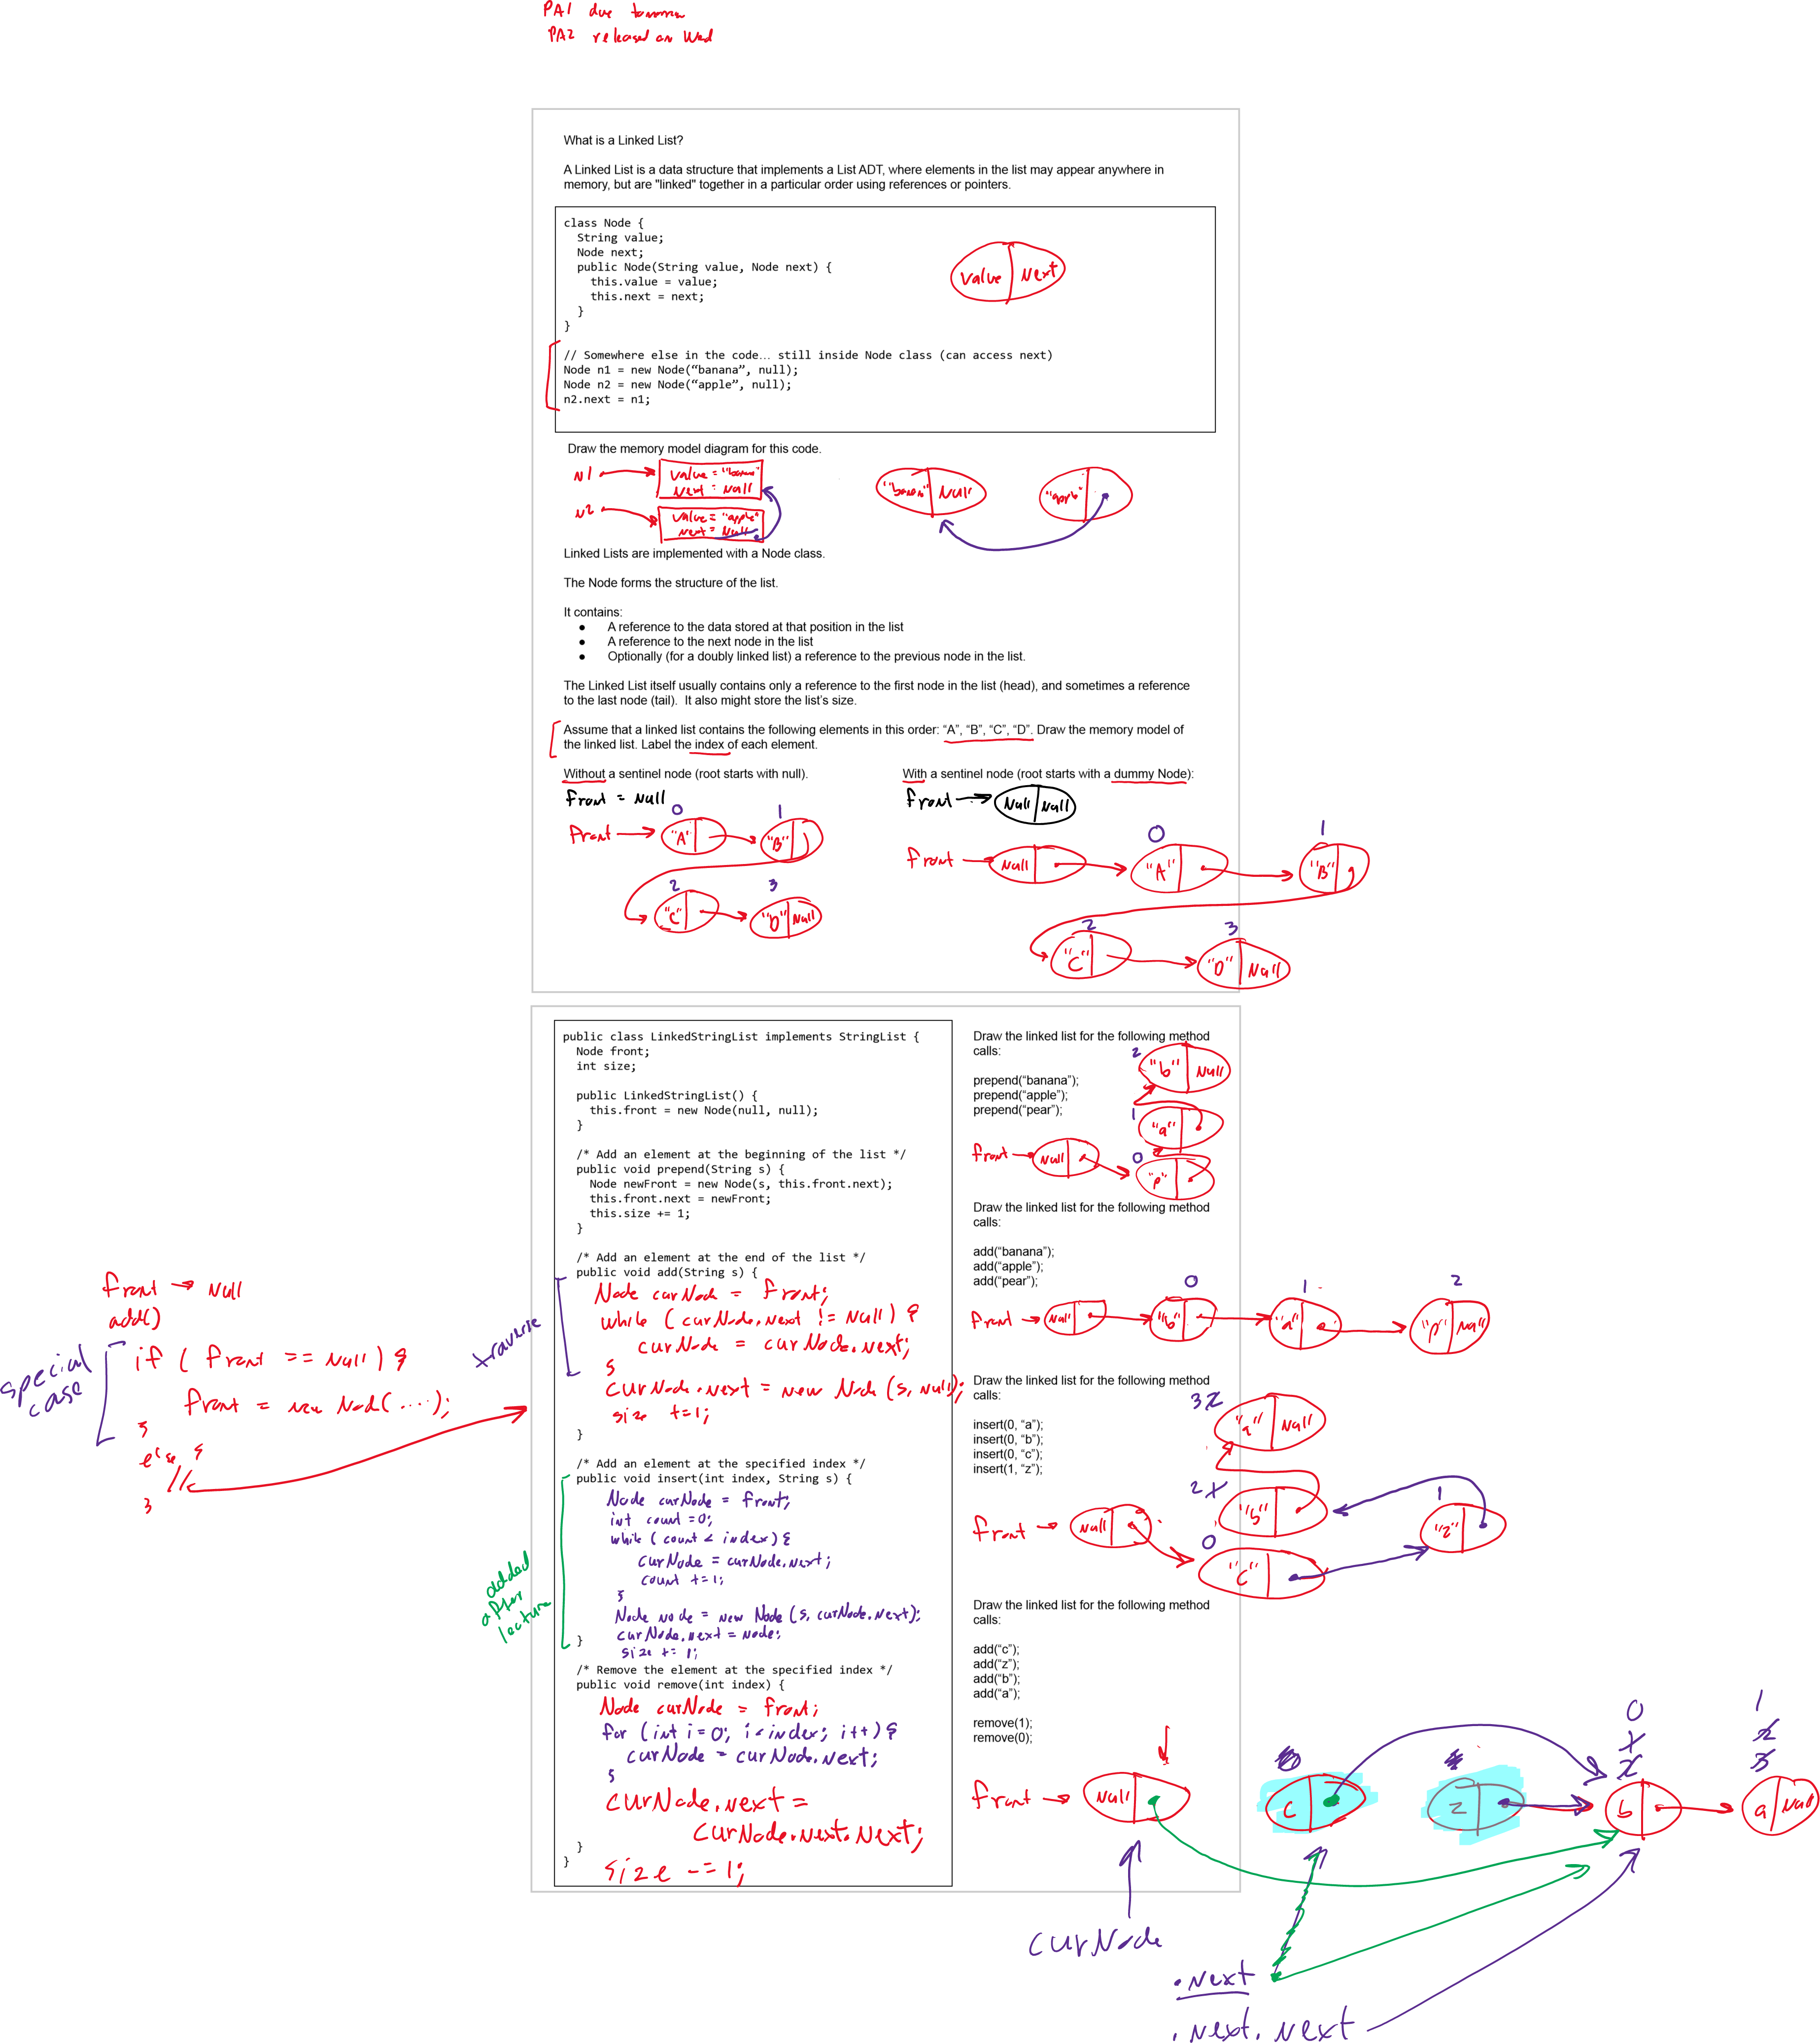 PA1 due tomorrow
PA2 released on Wed
What is a Linked List?
A Linked List is a data structure that implements a List ADT, where elements in the list may appear anywhere in
memory, but are "linked" together in a particular order using references or pointers.
class Node {
String value;
Node next;
public Node(String value, Node next) {
this.value = value;
this.next = next;
}
}
value | Next
// Somewhere else in the code… still inside Node class (can access next)
Node n1 = new Node(“banana”, null);
Node n2 = new Node(“apple”, null);
n2.next = n1;
Draw the memory model diagram for this code.
n1
value = "banana"
next = Null
n2
value = "apple"
next = Null
"banana" | Null
"apple"
Linked Lists are implemented with a Node class.
The Node forms the structure of the list.
It contains:
● A reference to the data stored at that position in the list
● A reference to the next node in the list
● Optionally (for a doubly linked list) a reference to the previous node in the list.
The Linked List itself usually contains only a reference to the first node in the list (head), and sometimes a reference
to the last node (tail). It also might store the list’s size.
Assume that a linked list contains the following elements in this order: “A”, “B”, “C”, “D”. Draw the memory model of
the linked list. Label the index of each element.
Without a sentinel node (root starts with null).
front = Null
0 1
front → "A" "B"
2 3
"C" "D" | Null
With a sentinel node (root starts with a dummy Node):
front → Null | Null
0 1
front → Null "A" "B"
2 3
"C" "D" | Null
public class LinkedStringList implements StringList {
Node front;
int size;
public LinkedStringList() {
this.front = new Node(null, null);
}
/* Add an element at the beginning of the list */
public void prepend(String s) {
Node newFront = new Node(s, this.front.next);
this.front.next = newFront;
this.size += 1;
}
/* Add an element at the end of the list */
public void add(String s) {
Node curNode = front;
while (curNode.next != Null) {
curNode = curNode.next;
}
curNode.next = new Node(s, Null);
size += 1;
}
traverse
front → Null
add()
special
case
if (front == Null) {
front = new Node(....);
}
else {
//
}
/* Add an element at the specified index */
public void insert(int index, String s) {
Node curNode = front;
int count = 0;
while (count < index) {
curNode = curNode.next;
count += 1;
}
Node node = new Node(s, curNode.next);
curNode.next = node;
size += 1;
}
added
after
lecture
/* Remove the element at the specified index */
public void remove(int index) {
Node curNode = front;
for (int i = 0; i < index; i++) {
curNode = curNode.next;
}
curNode.next =
curNode.next.next;
}
}
size -= 1;
Draw the linked list for the following method
calls:
prepend(“banana”);
prepend(“apple”);
prepend(“pear”);
2 "b" | Null
1 "a"
front → Null 0 "p"
Draw the linked list for the following method
calls:
add(“banana”);
add(“apple”);
add(“pear”);
0 1 2
front → Null "b" "a" "p" | Null
Draw the linked list for the following method
calls:
insert(0, “a”);
insert(0, “b”);
insert(0, “c”);
insert(1, “z”);
3 2 "a" | Null
2 1 "b" 1 "z"
front → Null 0 "c"
Draw the linked list for the following method
calls:
add(“c”);
add(“z”);
add(“b”);
add(“a”);
remove(1);
remove(0);
0 1
1 2
0 1 2 3
front → Null c z b a | Null
curNode
.next
.next.next